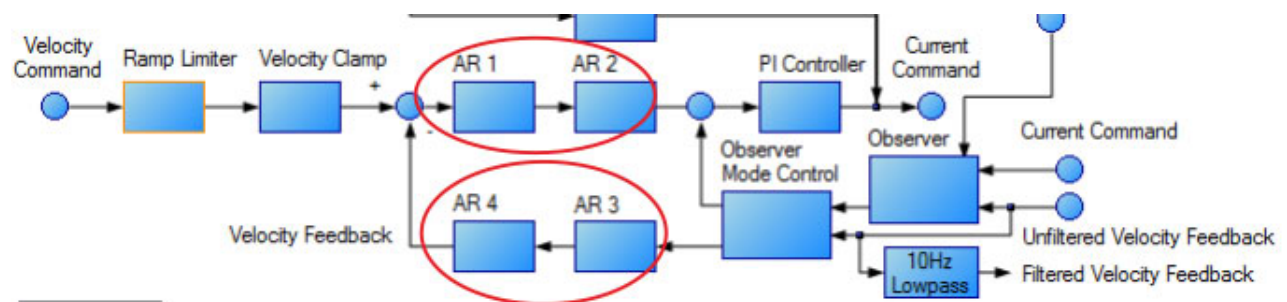 Velocity
Command
Ramp Limiter
Velocity Clamp
+
-
AR 1
AR 2
PI Controller
Current
Command
Observer
Mode Control
Observer
Current Command
AR 4
AR 3
Velocity Feedback
Unfiltered Velocity Feedback
10Hz
Lowpass
Filtered Velocity Feedback